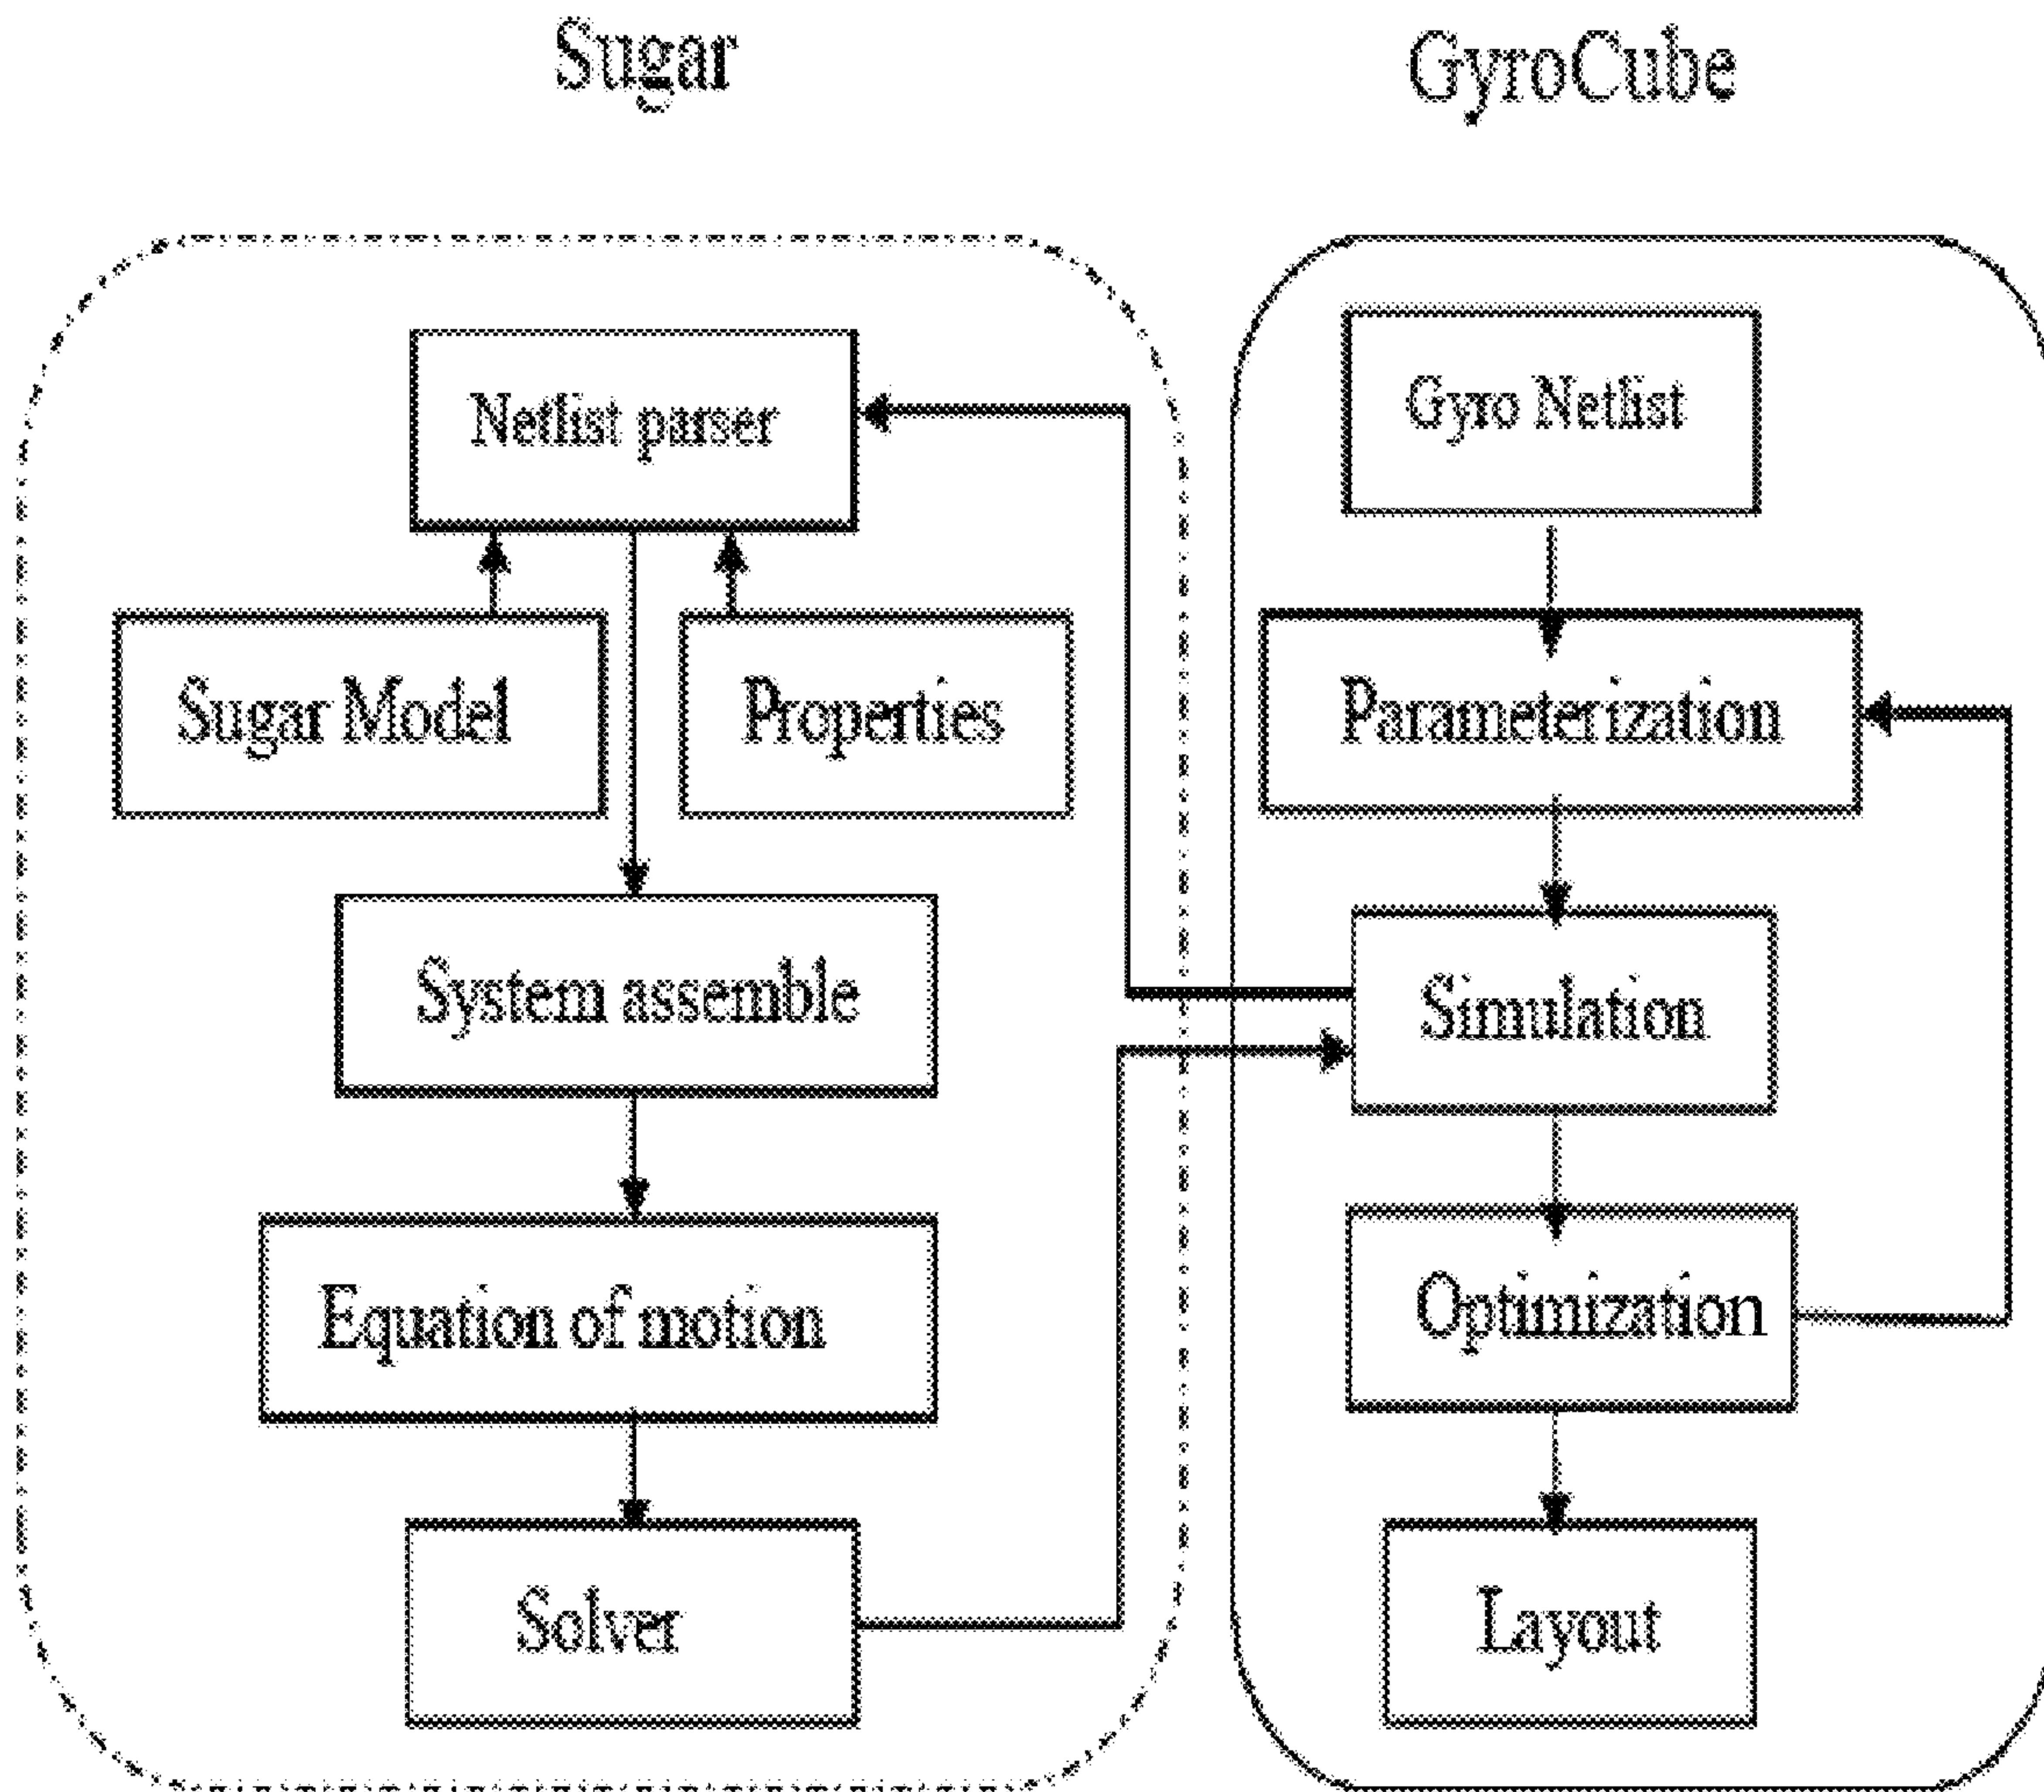 Sugar
GyroCube
Netlist parser
Sugar Model
Properties
System assemble
Equation of motion
Solver
Gyro Netlist
Parameterization
Simulation
Optimization
Layout